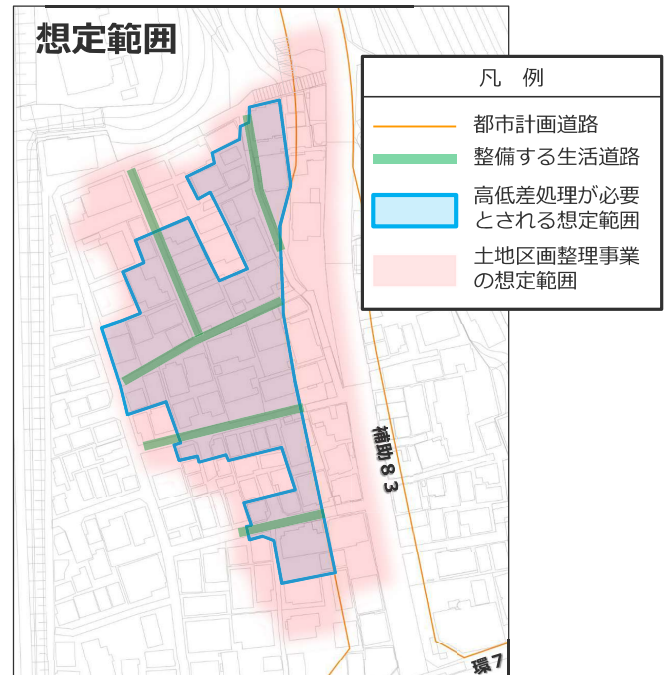 想定範囲
凡 例
都市計画道路
整備する生活道路
高低差処理が必要
とされる想定範囲
土地区画整理事業
の想定範囲
補助83
環7